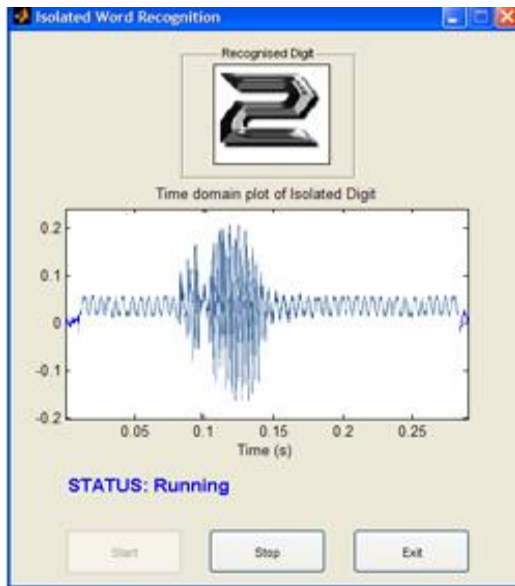 Isolated Word Recognition
Recognised Digit
2
Time domain plot of Isolated Digit
0.2
0.1
0
-0.1
-0.2
0.05 0.1 0.15 0.2 0.25
Time (s)
STATUS: Running
Start Stop Exit